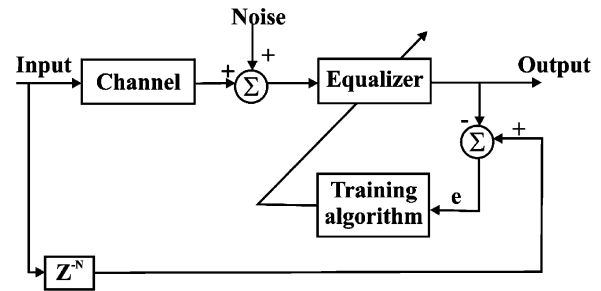 Noise
+
Input
Channel
+
Σ
Equalizer
Output
-
Σ
+
Training
algorithm
e
Z^-N